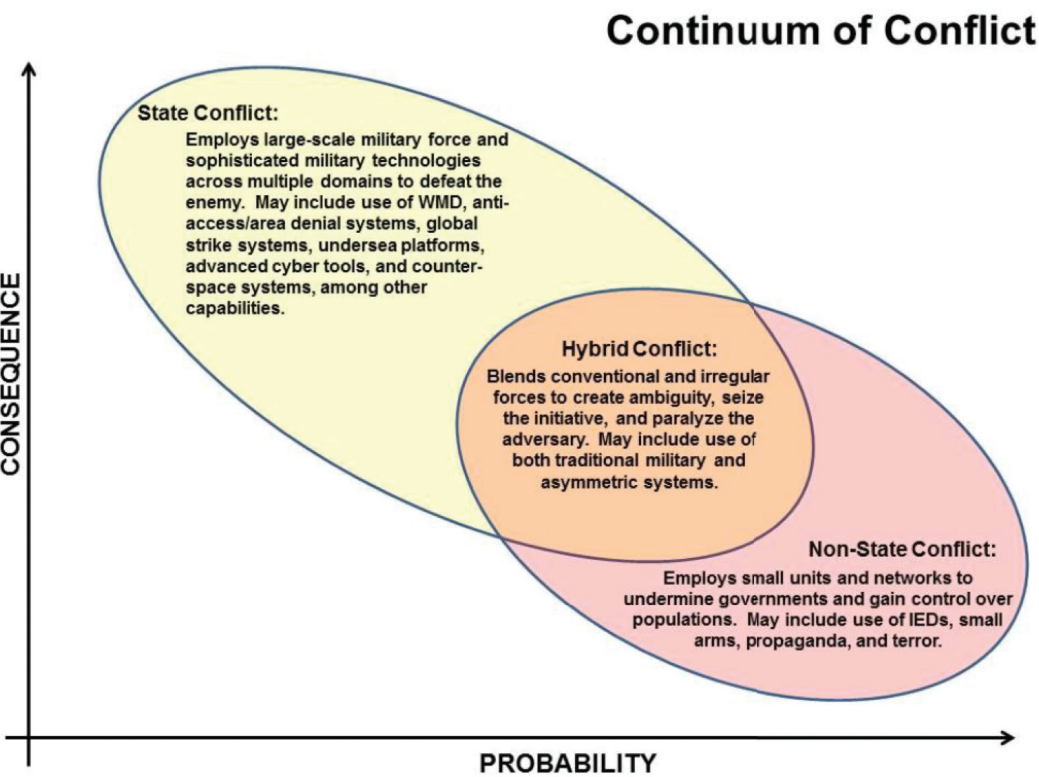 Continuum of Conflict
State Conflict:
Employs large-scale military force and
sophisticated military technologies
across multiple domains to defeat the
enemy. May include use of WMD, anti-
access/area denial systems, global
strike systems, undersea platforms,
advanced cyber tools, and counter-
space systems, among other
capabilities.
CONSEQUENCE
Hybrid Conflict:
Blends conventional and irregular
forces to create ambiguity, seize
the initiative, and paralyze the
adversary. May include use of
both traditional military and
asymmetric systems.
Non-State Conflict:
Employs small units and networks to
undermine governments and gain control over
populations. May include use of IEDs, small
arms, propaganda, and terror.
PROBABILITY